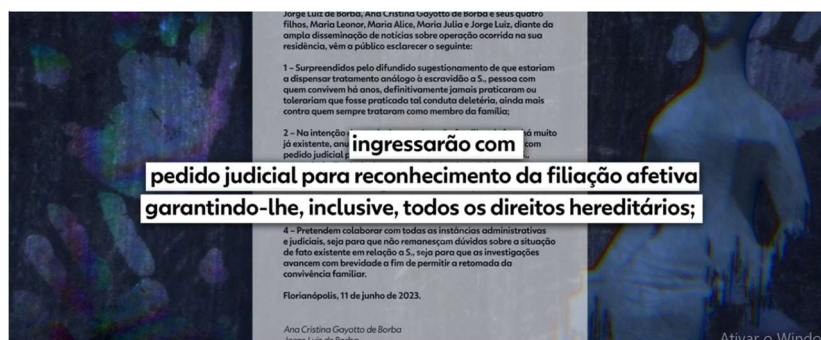 Jorge Luiz de Borba, Ana Cristina Gayotto de Borba e seus quatro
filhos, Maria Leonor, Maria Alice, Maria Julia e Jorge Luiz, diante da
ampla disseminação de notícias sobre operação ocorrida na sua
residência, vêm a público esclarecer o seguinte:
1 – Surpreendidos pelo difundido sugestionamento de que estariam
a dispensar tratamento análogo à escravidão a S., pessoa com
quem convivem há anos, definitivamente jamais praticaram ou
tolerariam que fosse praticada tal conduta deletéria, ainda mais
contra quem sempre trataram como membro da família;
2 – Na intenção há muito
já existente, com
pedido judicial
ingressarão com
pedido judicial para reconhecimento da filiação afetiva
garantindo-lhe, inclusive, todos os direitos hereditários;
4 – Pretendem colaborar com todas as instâncias administrativas
e judiciais, seja para que não remanesçam dúvidas sobre a situação
de fato existente em relação a S., seja para que as investigações
avancem com brevidade a fim de permitir a retomada da
convivência familiar.
Florianópolis, 11 de junho de 2023.
Ana Cristina Gayotto de Borba
Jorge Luiz de Borba
Ativar o Windo